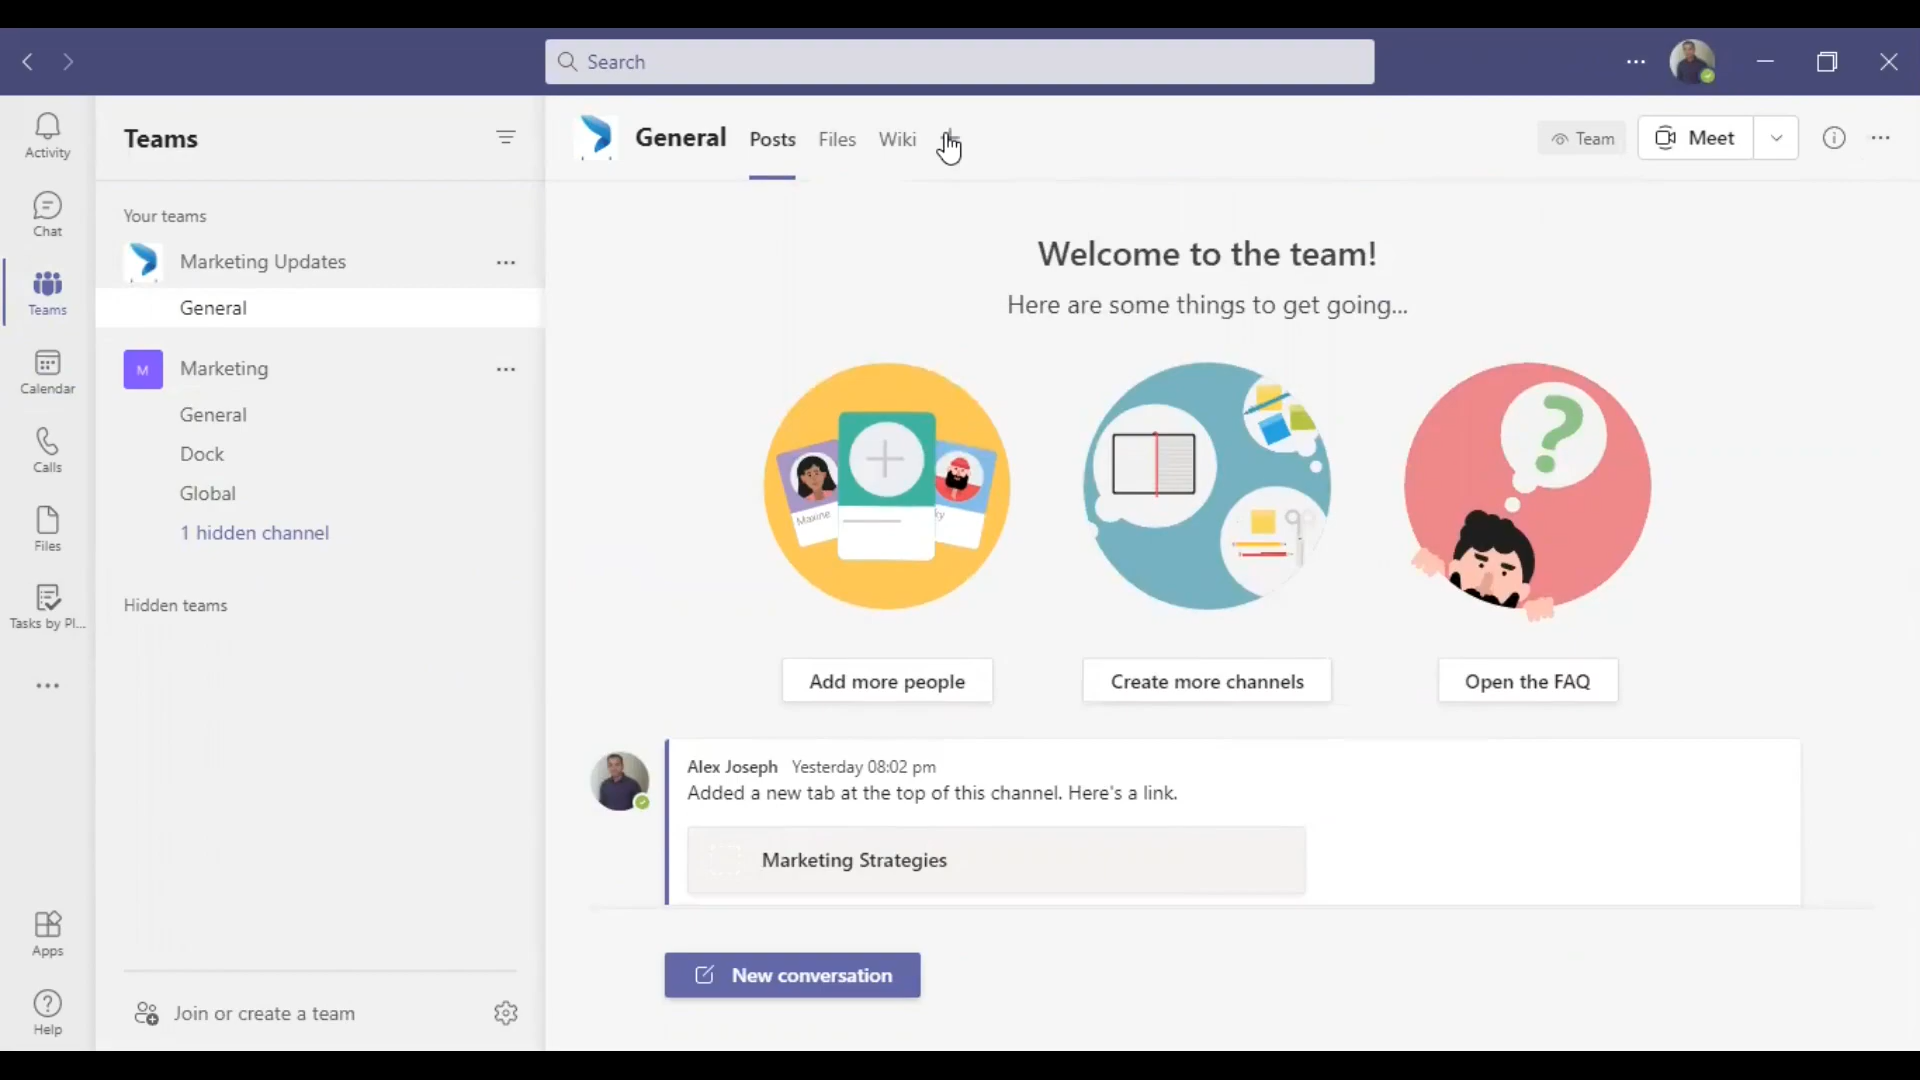 Search
Activity
Chat
Teams
Calendar
Calls
Files
Tasks by Pl...
Apps
Help
Teams
Your teams
Marketing Updates
General
M
Marketing
General
Dock
Global
1 hidden channel
Hidden teams
Join or create a team
General
Posts
Files
Wiki
Team
Meet
Welcome to the team!
Here are some things to get going...
Maxine
ky
Add more people
Create more channels
Open the FAQ
Alex Joseph Yesterday 08:02 pm
Added a new tab at the top of this channel. Here's a link.
Marketing Strategies
New conversation